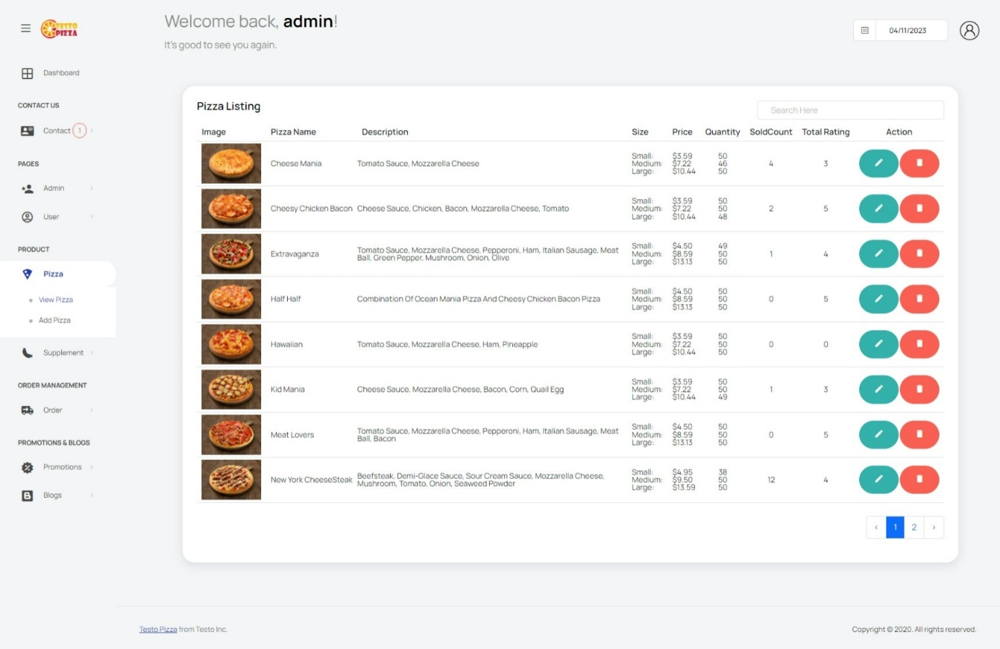 TESTO
PIZZA
Welcome back, admin!
It's good to see you again.
04/11/2023
Dashboard
CONTACT US
Contact 1
PAGES
Admin
User
PRODUCT
Pizza
View Pizza
Add Pizza
Supplement
ORDER MANAGEMENT
Order
PROMOTIONS & BLOGS
Promotions
Blogs
Pizza Listing
Search Here
Image Pizza Name Description Size Price Quantity SoldCount Total Rating Action
Cheese Mania Tomato Sauce, Mozzarella Cheese 4 3
Small: $3.59 50
Medium: $7.22 46
Large: $10.44 50
Cheesy Chicken Bacon Cheese Sauce, Chicken, Bacon, Mozzarella Cheese, Tomato 2 5
Small: $3.59 50
Medium: $7.22 50
Large: $10.44 48
Extravaganza Tomato Sauce, Mozzarella Cheese, Pepperoni, Ham, Italian Sausage, Meat
Ball, Green Pepper, Mushroom, Onion, Olive 1 4
Small: $4.50 49
Medium: $8.59 50
Large: $13.13 50
Half Half Combination Of Ocean Mania Pizza And Cheesy Chicken Bacon Pizza 0 5
Small: $4.50 50
Medium: $8.59 50
Large: $13.13 50
Hawaiian Tomato Sauce, Mozzarella Cheese, Ham, Pineapple 0 0
Small: $3.59 50
Medium: $7.22 50
Large: $10.44 50
Kid Mania Cheese Sauce, Mozzarella Cheese, Bacon, Corn, Quail Egg 1 3
Small: $3.59 50
Medium: $7.22 50
Large: $10.44 49
Meat Lovers Tomato Sauce, Mozzarella Cheese, Pepperoni, Ham, Italian Sausage, Meat
Ball, Bacon 0 5
Small: $4.50 50
Medium: $8.59 50
Large: $13.13 50
New York CheeseSteak Beefsteak, Demi-Glace Sauce, Sour Cream Sauce, Mozzarella Cheese,
Mushroom, Tomato, Onion, Seaweed Powder 12 4
Small: $4.95 38
Medium: $9.50 50
Large: $13.59 50
‹ 1 2 ›
Testo Pizza from Testo Inc.
Copyright © 2020. All rights reserved.